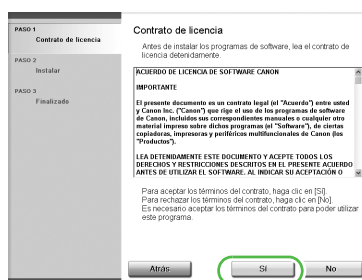 PASO 1
Contrato de licencia
PASO 2
Instalar
PASO 3
Finalizado
Contrato de licencia
Antes de instalar los programas de software, lea el contrato de
licencia detenidamente.
ACUERDO DE LICENCIA DE SOFTWARE CANON
IMPORTANTE
El presente documento es un contrato legal (el "Acuerdo") entre usted
y Canon Inc. ("Canon") que rige el uso de los programas de software
de Canon, incluidos sus correspondientes manuales o cualquier otro
material impreso sobre dichos programas (el "Software"), de ciertas
copiadoras, impresoras y periféricos multifuncionales de Canon (los
"Productos").
LEA DETENIDAMENTE ESTE DOCUMENTO Y ACEPTE TODOS LOS
DERECHOS Y RESTRICCIONES DESCRITOS EN EL PRESENTE ACUERDO
ANTES DE UTILIZAR EL SOFTWARE. AL INDICAR SU ACEPTACIÓN O
Para aceptar los términos del contrato, haga clic en [Sí].
Para rechazar los términos del contrato, haga clic en [No].
Es necesario aceptar los términos del contrato para poder utilizar
este programa.
Atrás
Sí
No